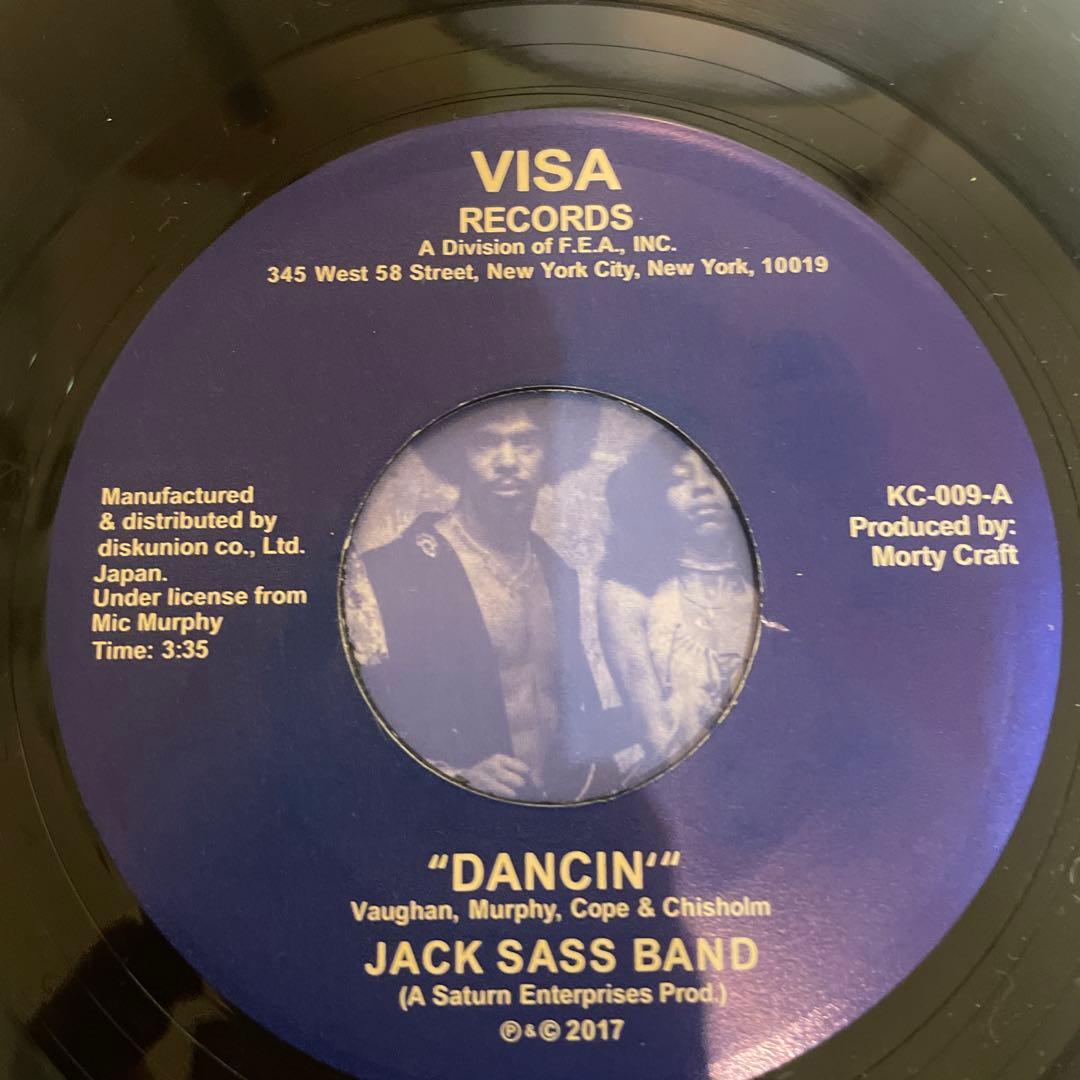 VISA
RECORDS
A Division of F.E.A., INC.
345 West 58 Street, New York City, New York, 10019
Manufactured
& distributed by
diskunion co., Ltd.
Japan.
Under license from
Mic Murphy
Time: 3:35
KC-009-A
Produced by:
Morty Craft
“DANCIN‘“
Vaughan, Murphy, Cope & Chisholm
JACK SASS BAND
(A Saturn Enterprises Prod.)
℗ & © 2017